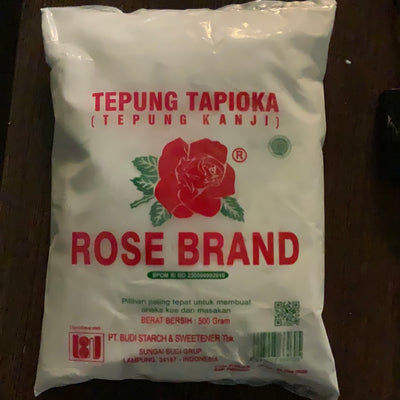 TEPUNG TAPIOKA
(TEPUNG KANJI)
®
ROSE BRAND
Pilihan paling tepat untuk membuat
aneka kue dan masakan
BERAT BERSIH : 500 Gram
PT. BUDI STARCH & SWEETENER Tbk
SUNGAI BUDI GRUP
LAMPUNG, 34167 - INDONESIA